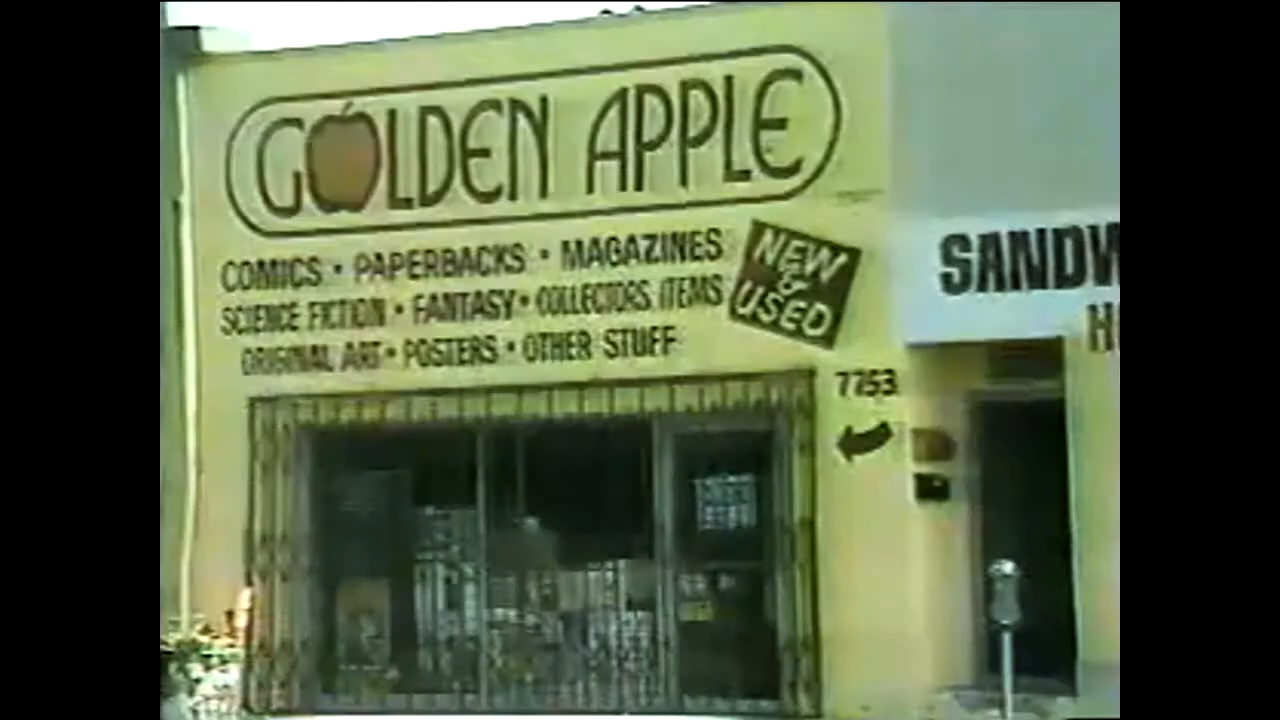 GOLDEN APPLE
COMICS • PAPERBACKS • MAGAZINES
SCIENCE FICTION • FANTASY • COLLECTORS ITEMS
ORIGINAL ART • POSTERS • OTHER STUFF
NEW
&
USED
7753
SANDW
H